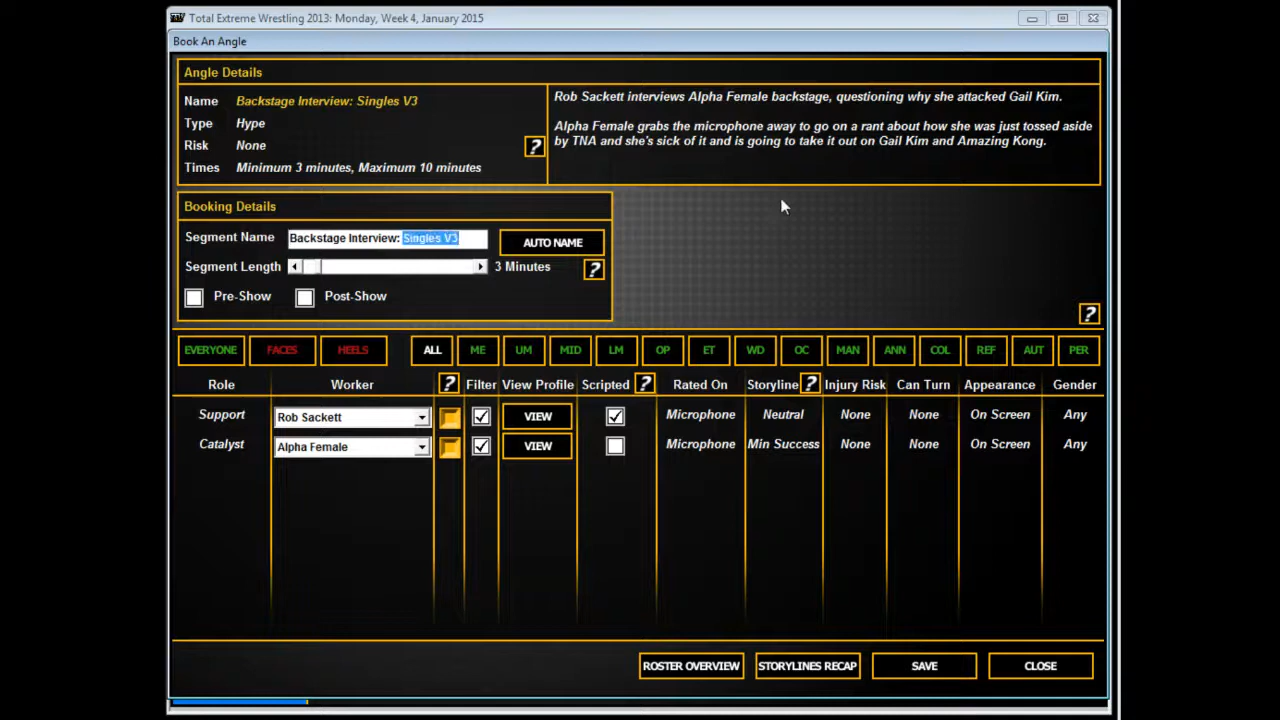 Total Extreme Wrestling 2013: Monday, Week 4, January 2015
Book An Angle
Angle Details
Name Backstage Interview: Singles V3
Type Hype
Risk None
?
Times Minimum 3 minutes, Maximum 10 minutes
Rob Sackett interviews Alpha Female backstage, questioning why she attacked Gail Kim.
Alpha Female grabs the microphone away to go on a rant about how she was just tossed aside
by TNA and she's sick of it and is going to take it out on Gail Kim and Amazing Kong.
Booking Details
Segment Name Backstage Interview: Singles V3 AUTO NAME
Segment Length 3 Minutes ?
Pre-Show Post-Show
?
EVERYONE FACES HEELS ALL ME UM MID LM OP ET WD OC MAN ANN COL REF AUT PER
Role Worker ? Filter View Profile Scripted ? Rated On Storyline ? Injury Risk Can Turn Appearance Gender
Support Rob Sackett VIEW Microphone Neutral None None On Screen Any
Catalyst Alpha Female VIEW Microphone Min Success None None On Screen Any
ROSTER OVERVIEW STORYLINES RECAP SAVE CLOSE